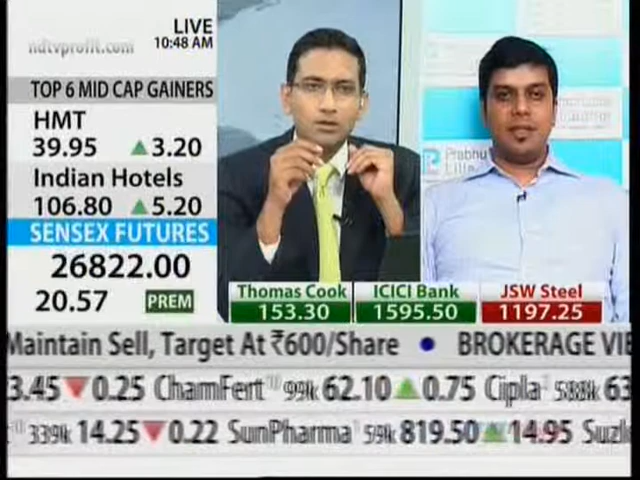 LIVE
ndtvprofit.com
10:48 AM
TOP 6 MID CAP GAINERS
HMT
39.95 ▲3.20
Indian Hotels
106.80 ▲5.20
SENSEX FUTURES
26822.00
20.57 PREM
Prabhu
Lilla
Thomas Cook ICICI Bank JSW Steel
153.30 1595.50 1197.25
Maintain Sell, Target At ₹600/Share ● BROKERAGE VIE
3.45▼0.25 ChamFert 99k 62.10▲0.75 Cipla 588k 63
339k 14.25▼0.22 SunPharma 59k 819.50▲14.95 Suzl